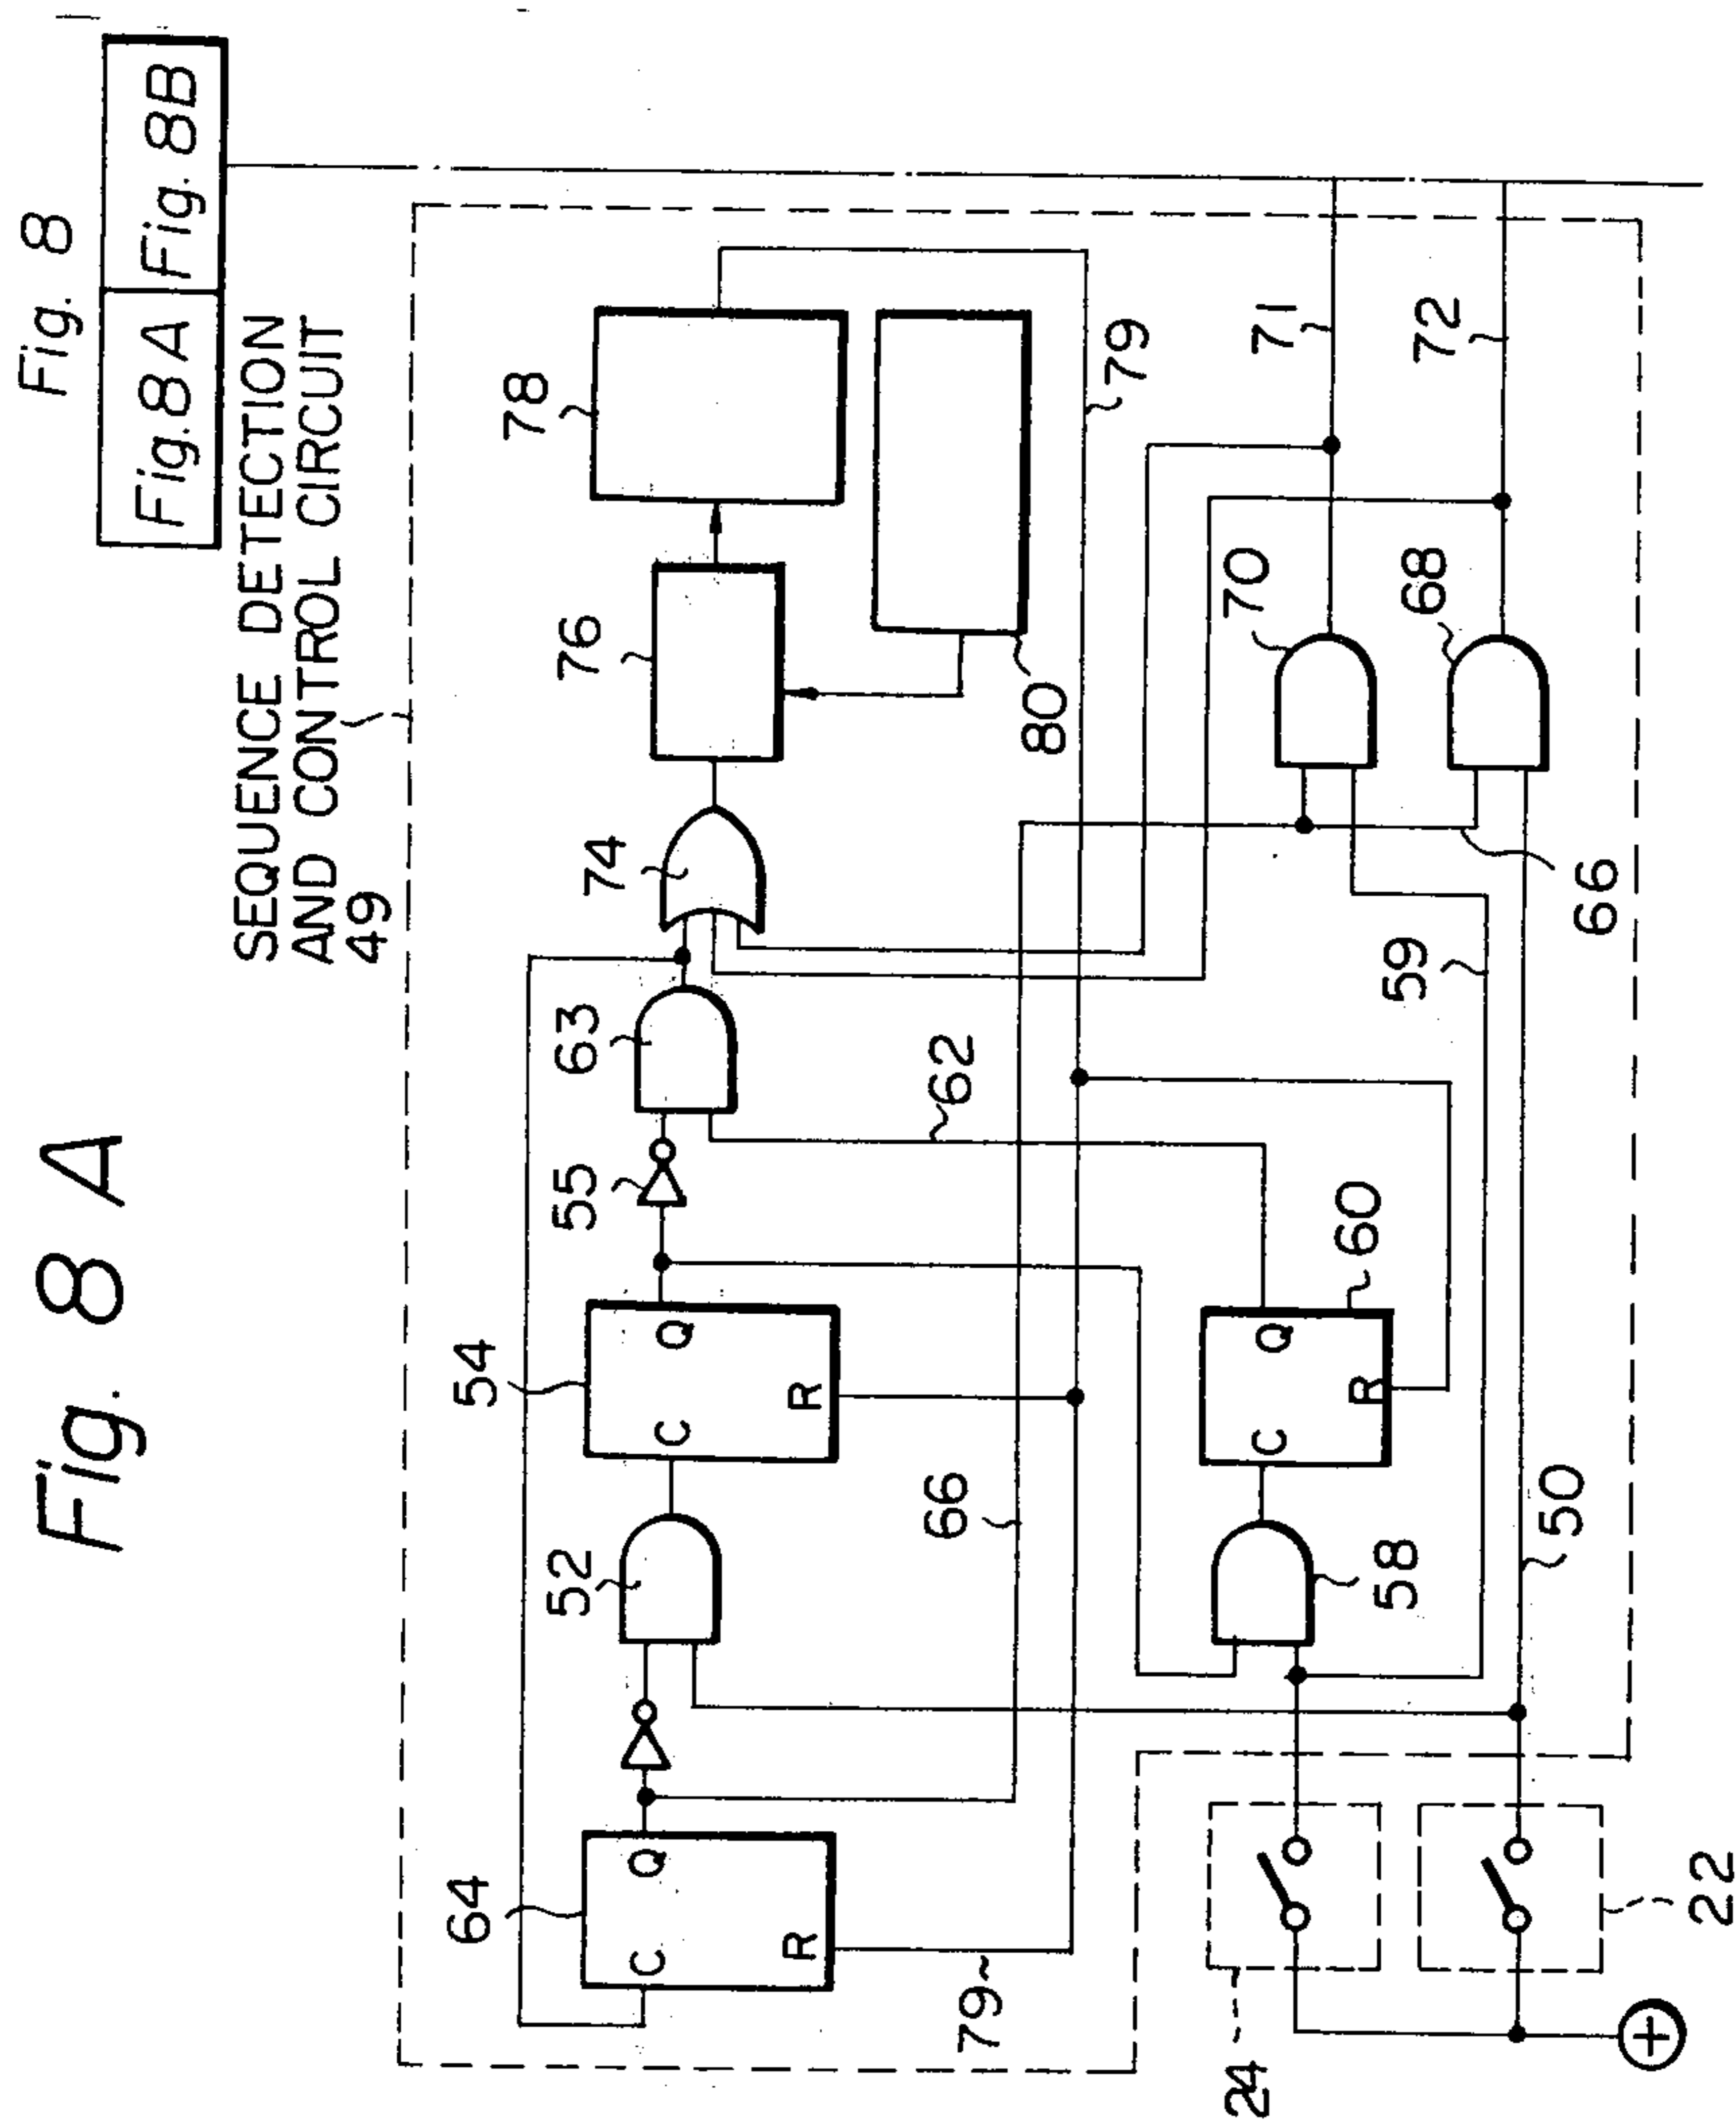 Fig. 8
Fig. 8A Fig. 8B
Fig. 8 A
SEQUENCE DETECTION
AND CONTROL CIRCUIT
49
64
C
Q
R
79
52
54
C
Q
R
55
63
74
76
78
80
79
66
62
58
C
Q
R
60
59
70
71
68
72
66
50
24
22
+